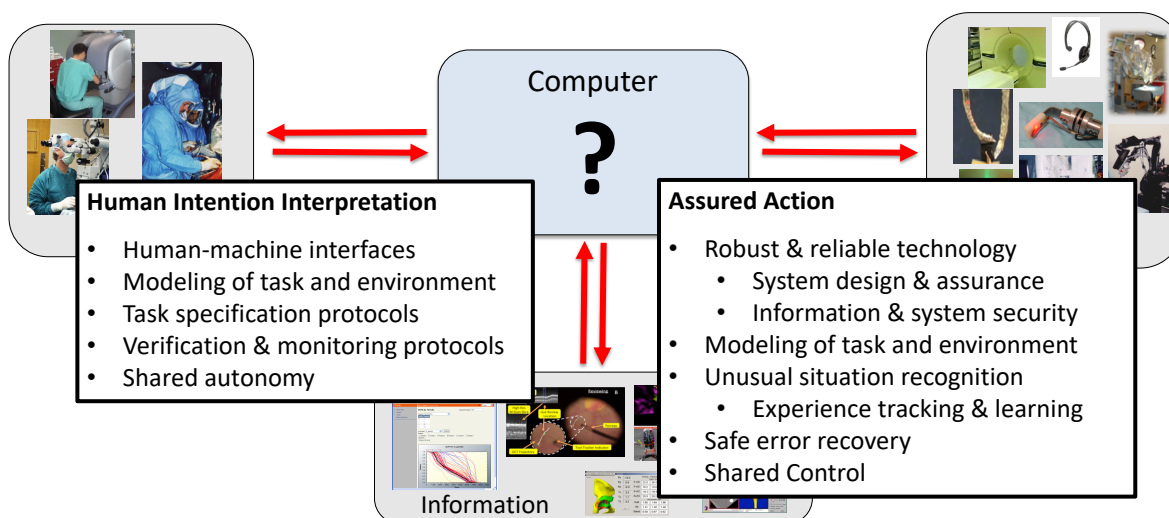 Computer
?
Human Intention Interpretation
• Human-machine interfaces
• Modeling of task and environment
• Task specification protocols
• Verification & monitoring protocols
• Shared autonomy
Assured Action
• Robust & reliable technology
• System design & assurance
• Information & system security
• Modeling of task and environment
• Unusual situation recognition
• Experience tracking & learning
• Safe error recovery
• Shared Control
Information